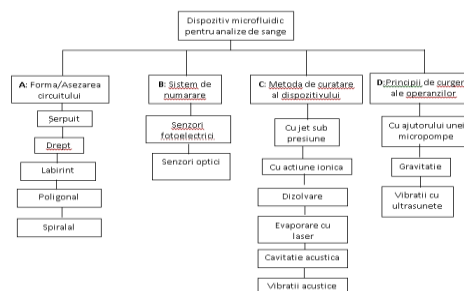 Dispozitiv microfluidic
pentru analize de sange
A: Forma/Asezarea
circuitului
Șerpuit
Drept
Labirint
Poligonal
Spiralal
B: Sistem de
numarare
Senzori
fotoelectrici
Senzori optici
C: Metoda de curatare
al dispozitivului
Cu jet sub
presiune
Cu actiune ionica
Dizolvare
Evaporare cu
laser
Cavitatie acustica
Vibratii acustice
D:Principii de curger
ale operanzilor
Cu ajutorului unei
micropompe
Gravitatie
Vibratii cu
ultrasunete